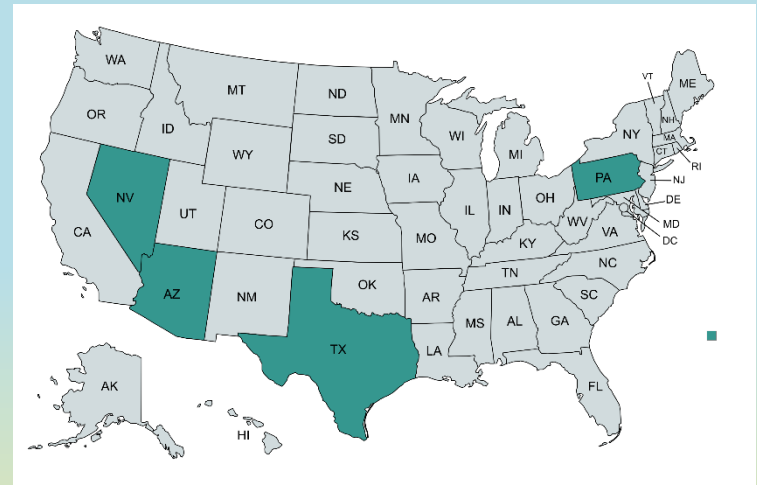 WA
MT
ND
MN
VT
ME
OR
ID
SD
WI
MI
NY
NH
MA
CT
RI
WY
IA
NE
PA
NJ
NV
UT
CO
IL
IN
OH
DE
MD
DC
CA
KS
MO
KY
WV
VA
AZ
NM
OK
AR
TN
NC
SC
TX
LA
MS
AL
GA
FL
AK
HI